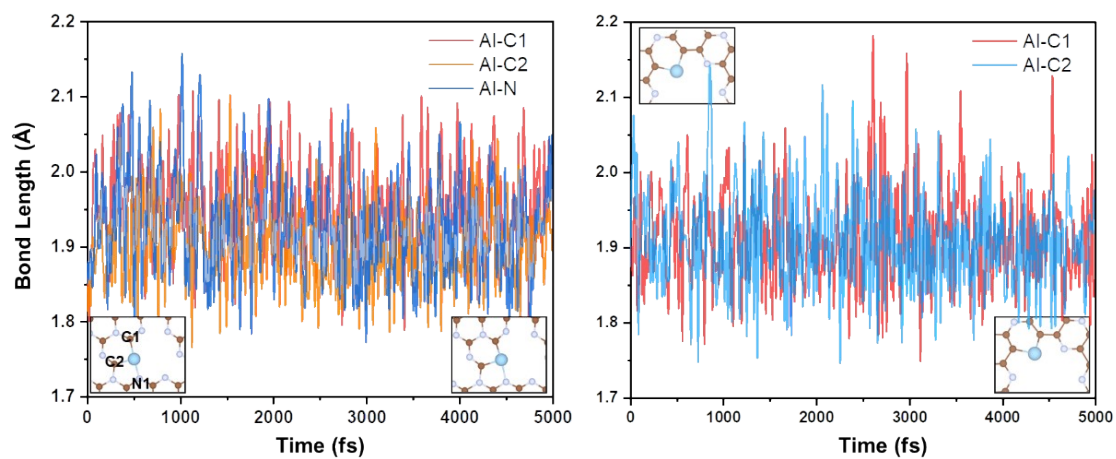 2.2
2.1
2.0
1.9
1.8
1.7
Bond Length (Å)
Al-C1
Al-C2
Al-N
C1
C2
N1
0 1000 2000 3000 4000 5000
Time (fs)
2.2
2.1
2.0
1.9
1.8
1.7
Al-C1
Al-C2
0 1000 2000 3000 4000 5000
Time (fs)